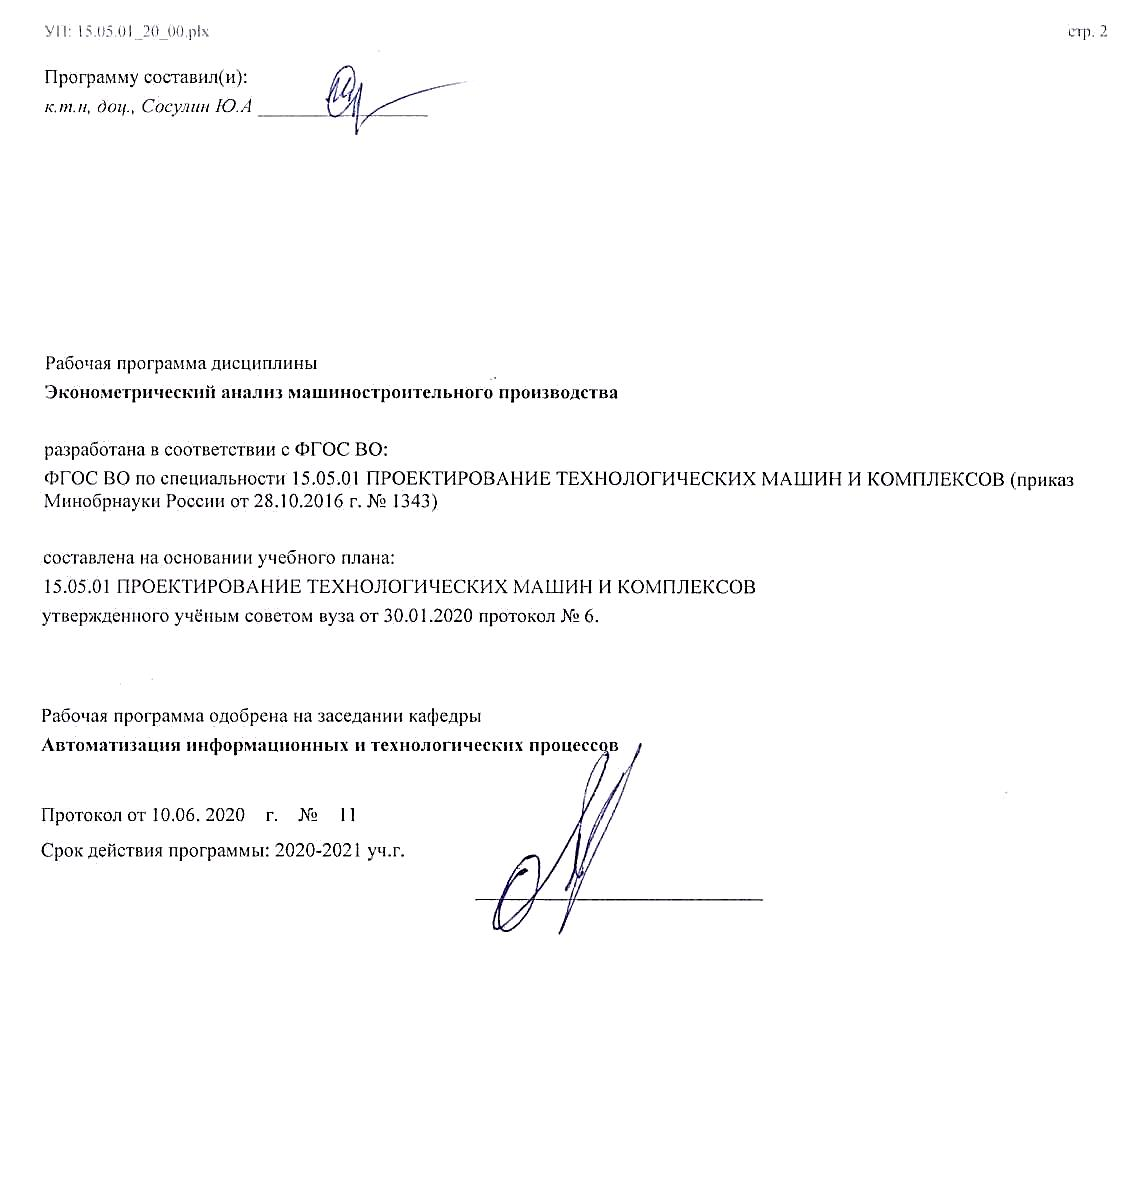 УП: 15.05.01_20_00.plx
стр. 2
Программу составил(и):
к.т.н, доц., Сосулин Ю.А
Рабочая программа дисциплины
Эконометрический анализ машиностроительного производства
разработана в соответствии с ФГОС ВО:
ФГОС ВО по специальности 15.05.01 ПРОЕКТИРОВАНИЕ ТЕХНОЛОГИЧЕСКИХ МАШИН И КОМПЛЕКСОВ (приказ
Минобрнауки России от 28.10.2016 г. № 1343)
составлена на основании учебного плана:
15.05.01 ПРОЕКТИРОВАНИЕ ТЕХНОЛОГИЧЕСКИХ МАШИН И КОМПЛЕКСОВ
утвержденного учёным советом вуза от 30.01.2020 протокол № 6.
Рабочая программа одобрена на заседании кафедры
Автоматизация информационных и технологических процессов
Протокол от 10.06. 2020 г. № 11
Срок действия программы: 2020-2021 уч.г.